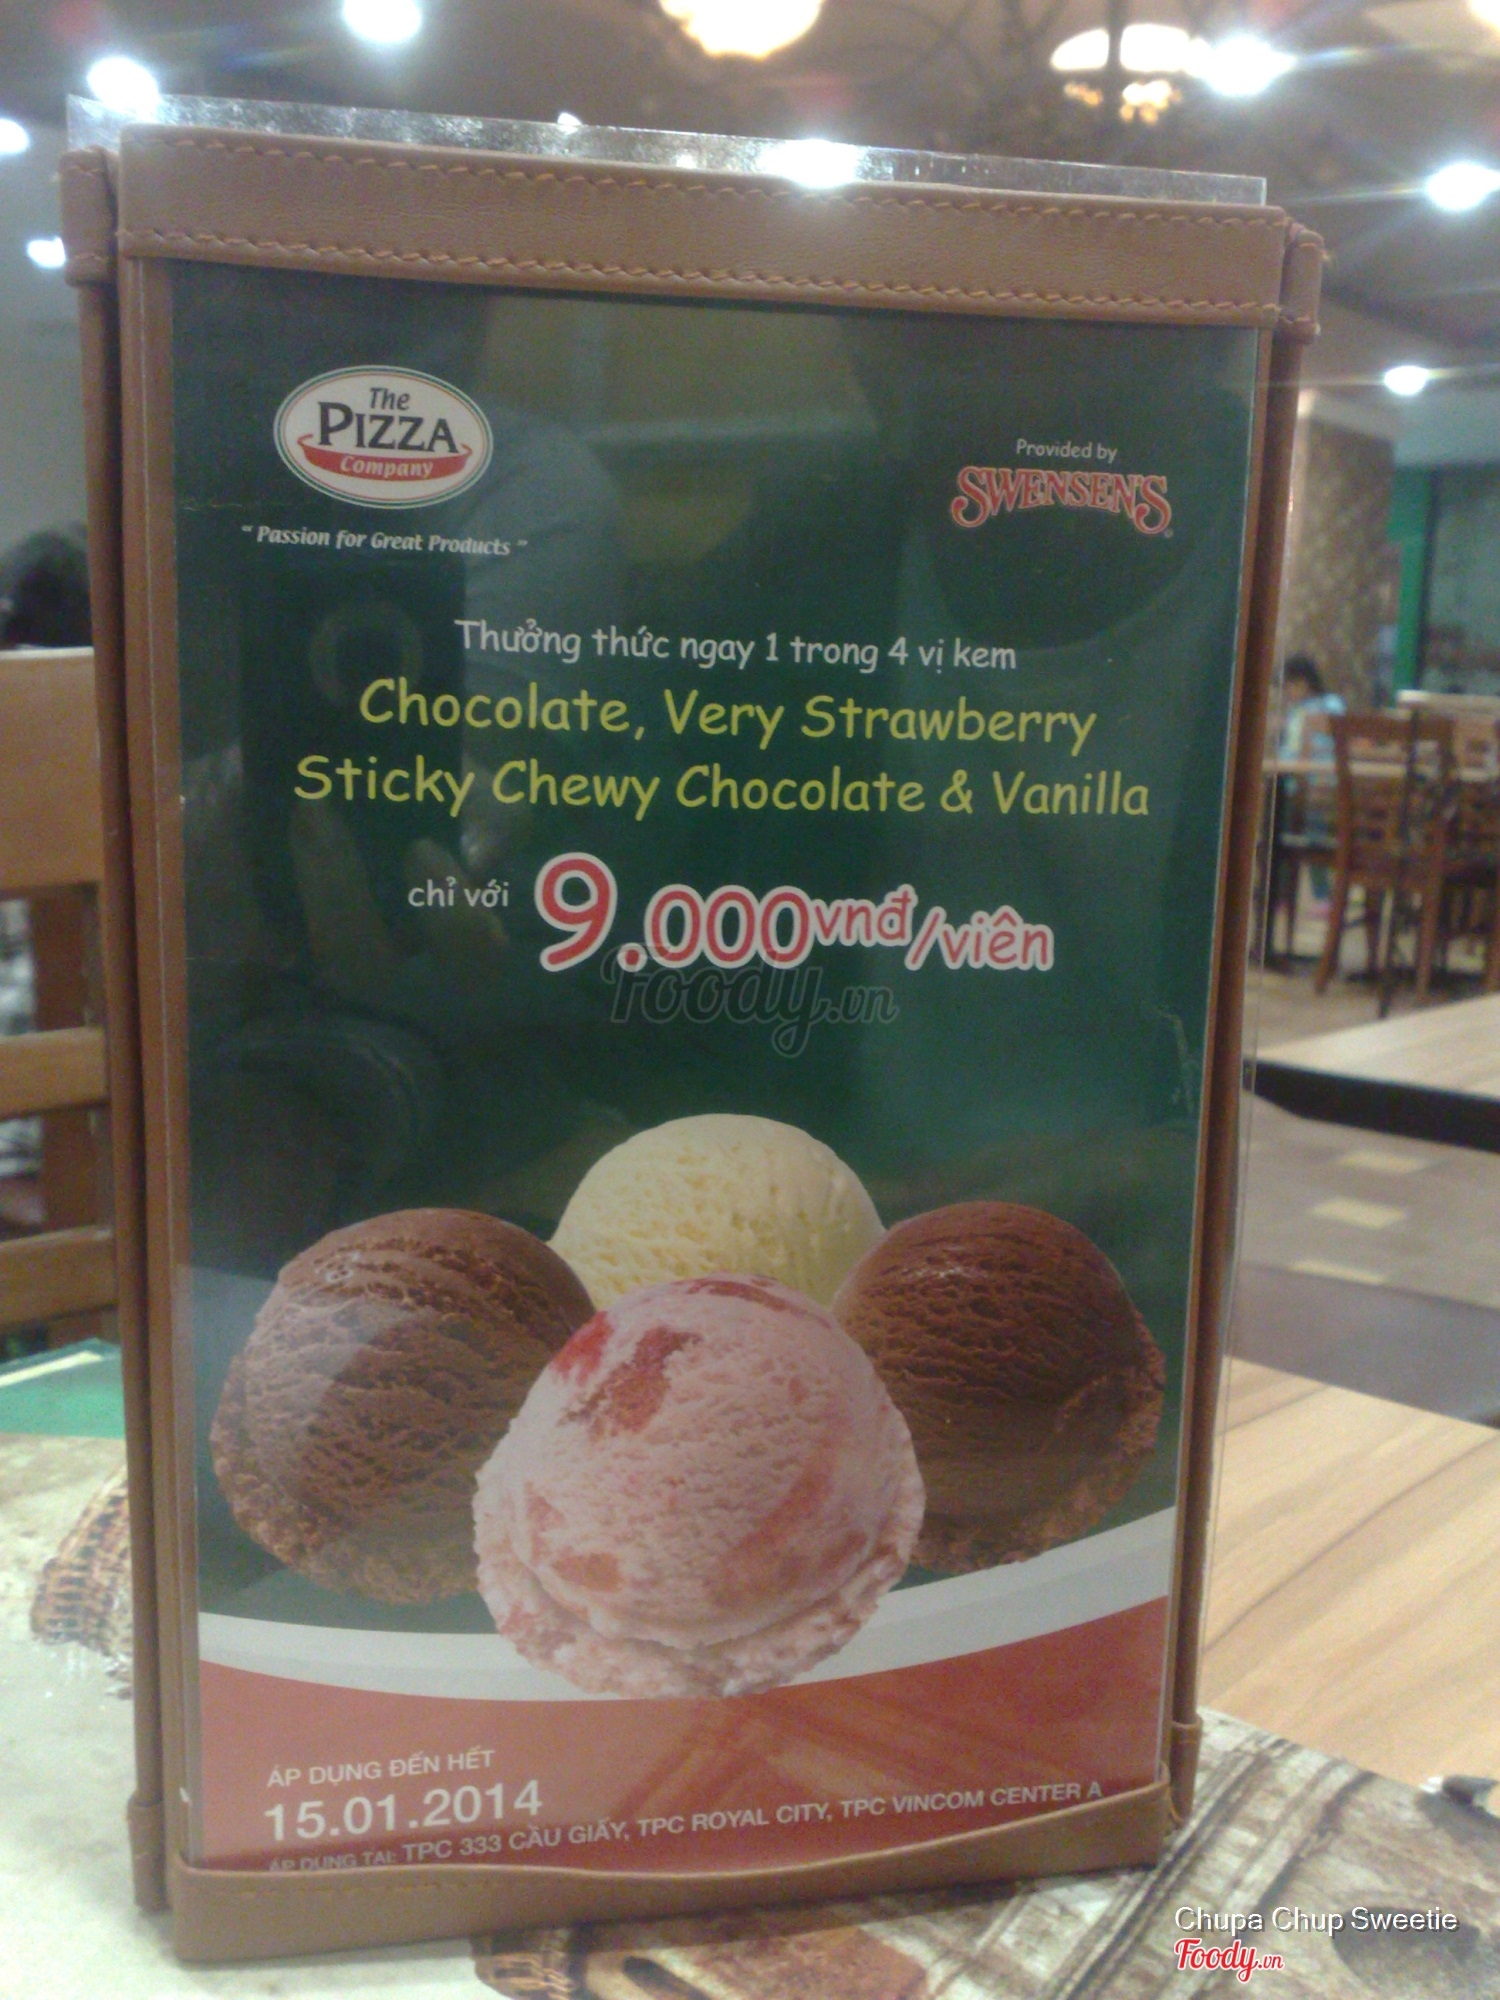 The
PIZZA
Company
“ Passion for Great Products ”
Provided by
SWENSEN'S
Thưởng thức ngay 1 trong 4 vị kem
Chocolate, Very Strawberry
Sticky Chewy Chocolate & Vanilla
chỉ với 9.000vnđ/viên
Foody.vn
ÁP DỤNG ĐẾN HẾT
15.01.2014
ÁP DỤNG TẠI: TPC 333 CẦU GIẤY, TPC ROYAL CITY, TPC VINCOM CENTER A
Chupa Chup Sweetie
Foody.vn